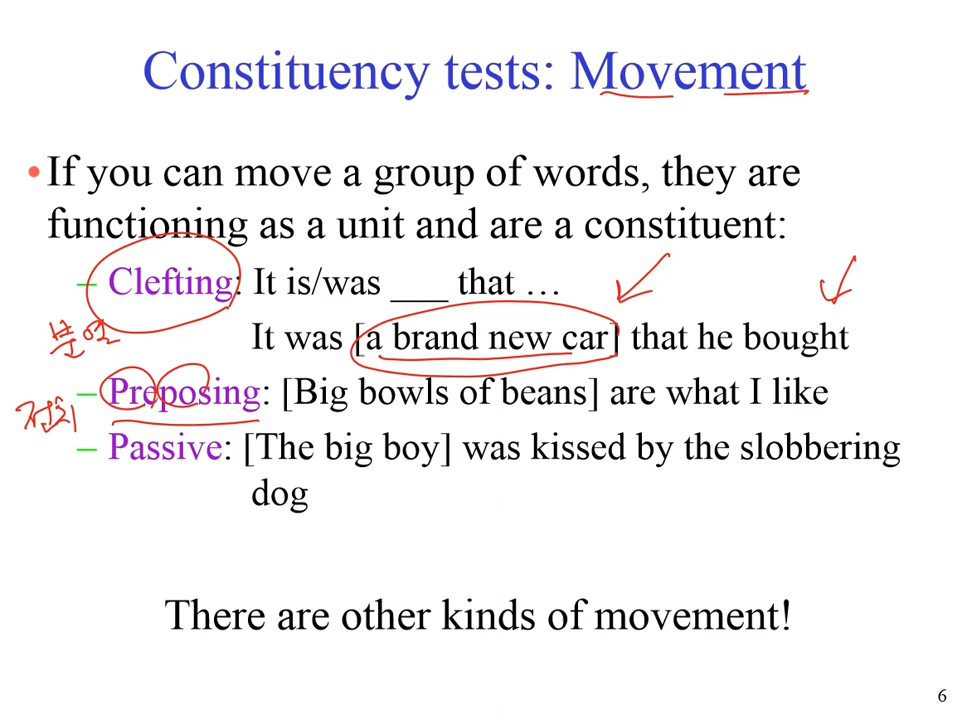 Constituency tests: Movement
•If you can move a group of words, they are
functioning as a unit and are a constituent:
– Clefting: It is/was ___ that …
분열
It was [a brand new car] that he bought
– Preposing: [Big bowls of beans] are what I like
전치
– Passive: [The big boy] was kissed by the slobbering
dog
There are other kinds of movement!
6